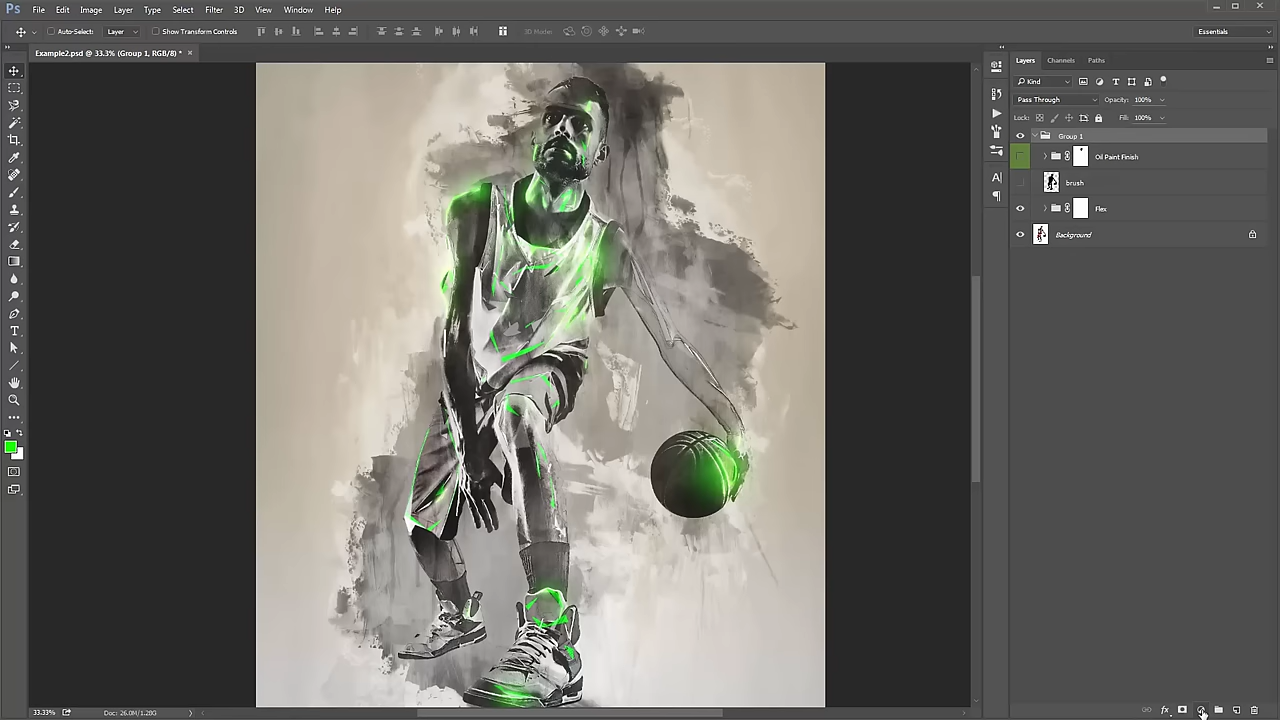 Ps File Edit Image Layer Type Select Filter 3D View Window Help
Auto-Select: Layer Show Transform Controls 3D Mode: Essentials
Example2.psd @ 33.3% (Group 1, RGB/8) * ×
Layers Channels Paths
Kind
Pass Through Opacity: 100%
Lock: Fill: 100%
Group 1
Oil Paint Finish
brush
Flex
Background
33.33% Doc: 26.0M/1.28G